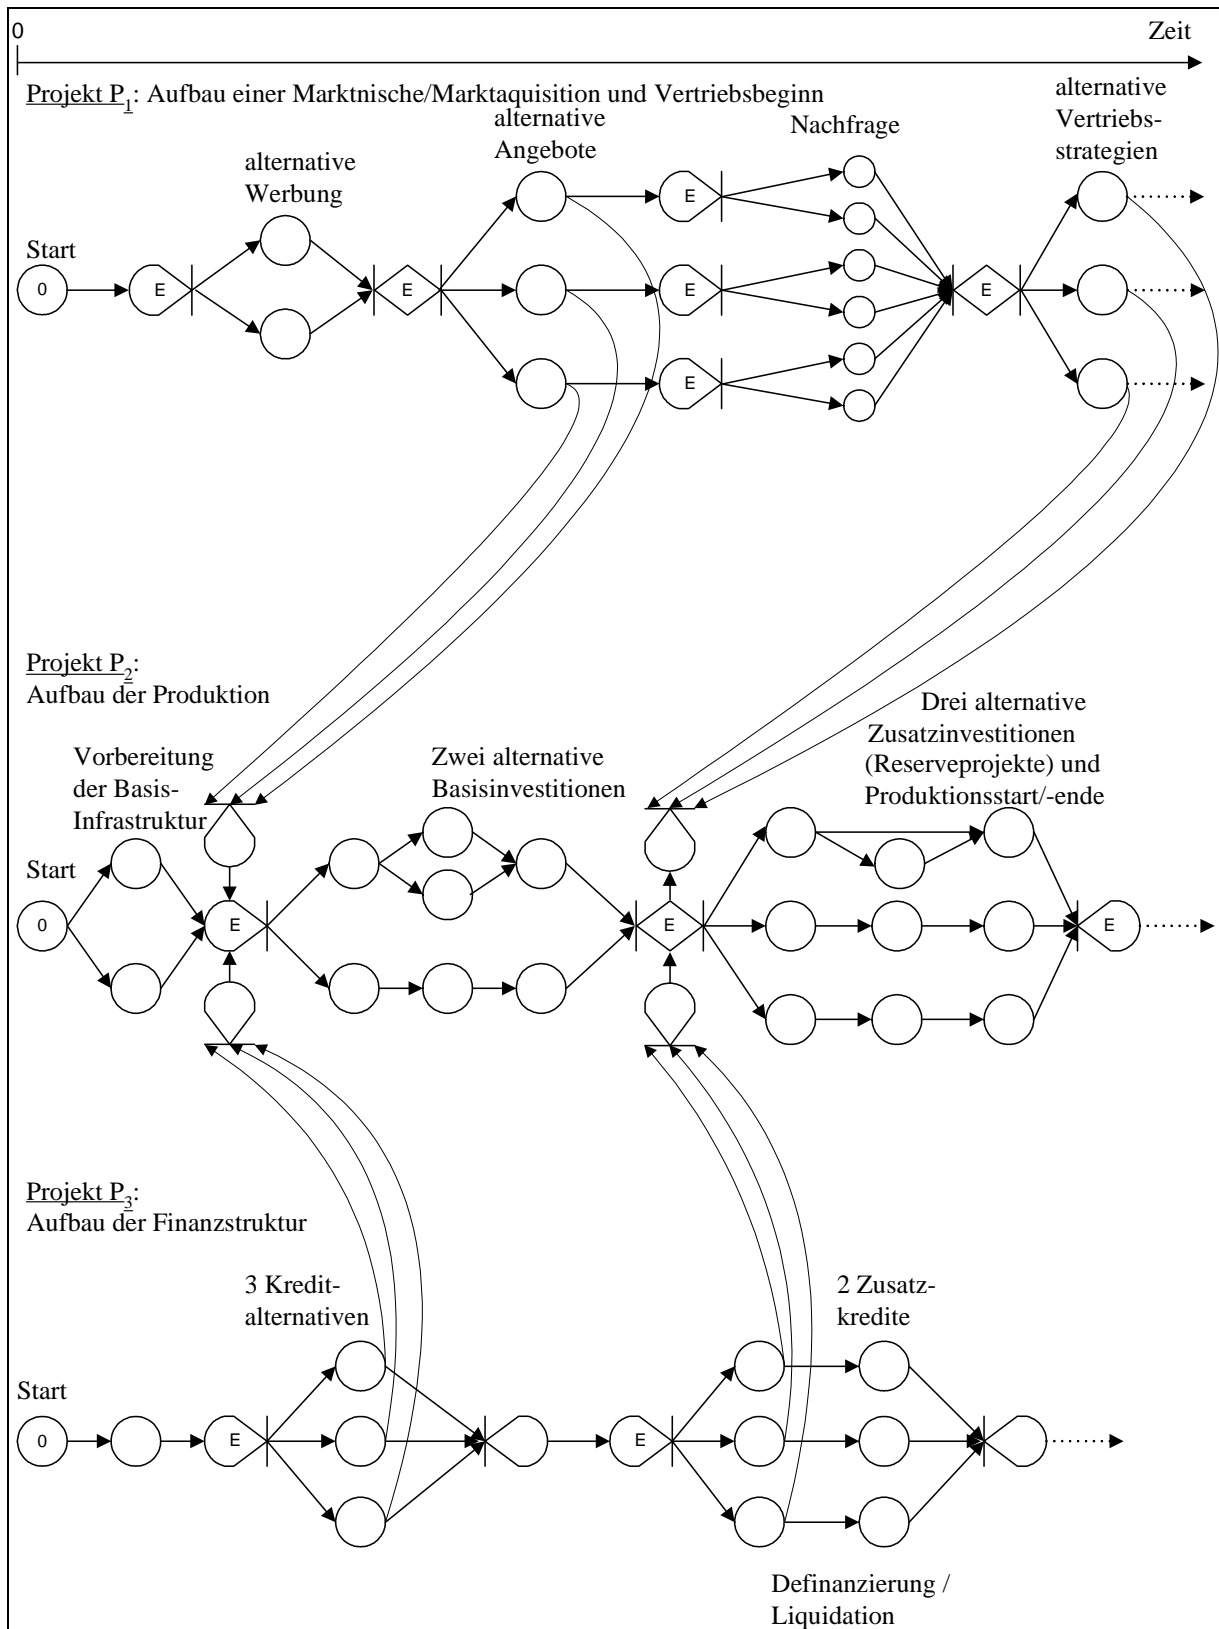 0
Zeit
Projekt P1: Aufbau einer Marktnische/Marktaquisition und Vertriebsbeginn
alternative
Werbung
alternative
Angebote
Nachfrage
alternative
Vertriebs-
strategien
Start
0
E
E
E
E
E
E
Projekt P2:
Aufbau der Produktion
Vorbereitung
der Basis-
Infrastruktur
Zwei alternative
Basisinvestitionen
Drei alternative
Zusatzinvestitionen
(Reserveprojekte) und
Produktionsstart/-ende
Start
0
E
E
E
Projekt P3:
Aufbau der Finanzstruktur
3 Kredit-
alternativen
2 Zusatz-
kredite
Start
0
E
E
Definanzierung /
Liquidation